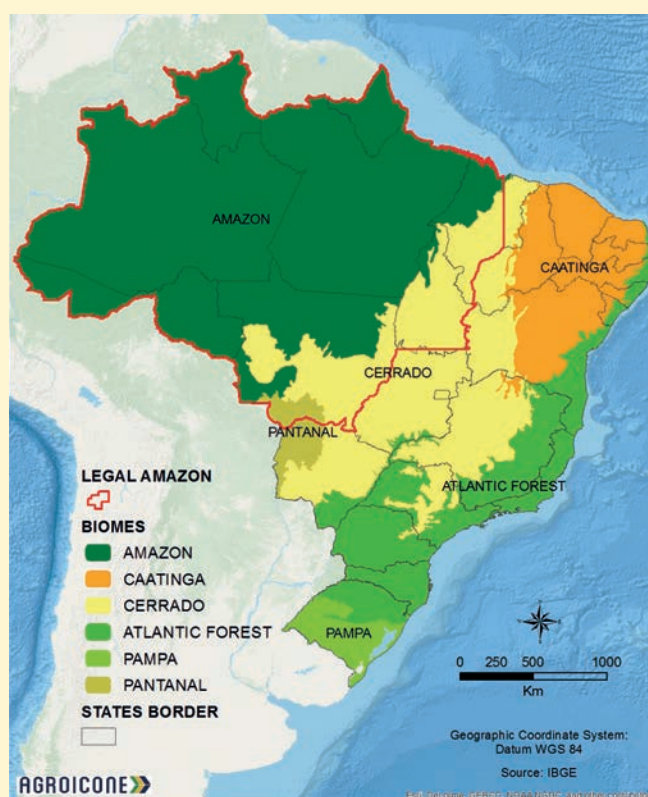 AMAZON
CAATINGA
CERRADO
PANTANAL
ATLANTIC FOREST
PAMPA
LEGAL AMAZON
BIOMES
AMAZON
CAATINGA
CERRADO
ATLANTIC FOREST
PAMPA
PANTANAL
STATES BORDER
0 250 500 1000
Km
Geographic Coordinate System:
Datum WGS 84
Source: IBGE
AGROICONE